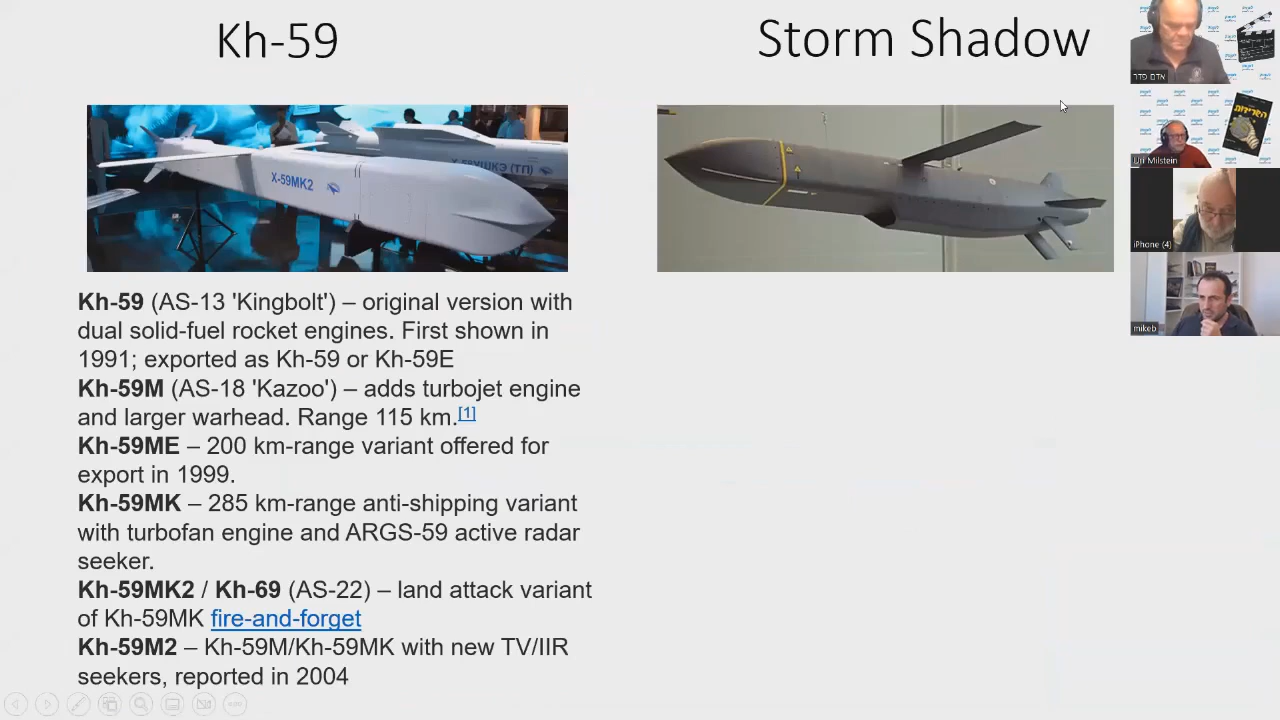 Kh-59
Storm Shadow
X-59MK2
Kh-59 (AS-13 'Kingbolt') – original version with
dual solid-fuel rocket engines. First shown in
1991; exported as Kh-59 or Kh-59E
Kh-59M (AS-18 'Kazoo') – adds turbojet engine
and larger warhead. Range 115 km.[1]
Kh-59ME – 200 km-range variant offered for
export in 1999.
Kh-59MK – 285 km-range anti-shipping variant
with turbofan engine and ARGS-59 active radar
seeker.
Kh-59MK2 / Kh-69 (AS-22) – land attack variant
of Kh-59MK fire-and-forget
Kh-59M2 – Kh-59M/Kh-59MK with new TV/IIR
seekers, reported in 2004
אדם פדר
Uri Milstein
iPhone (4)
mikeb